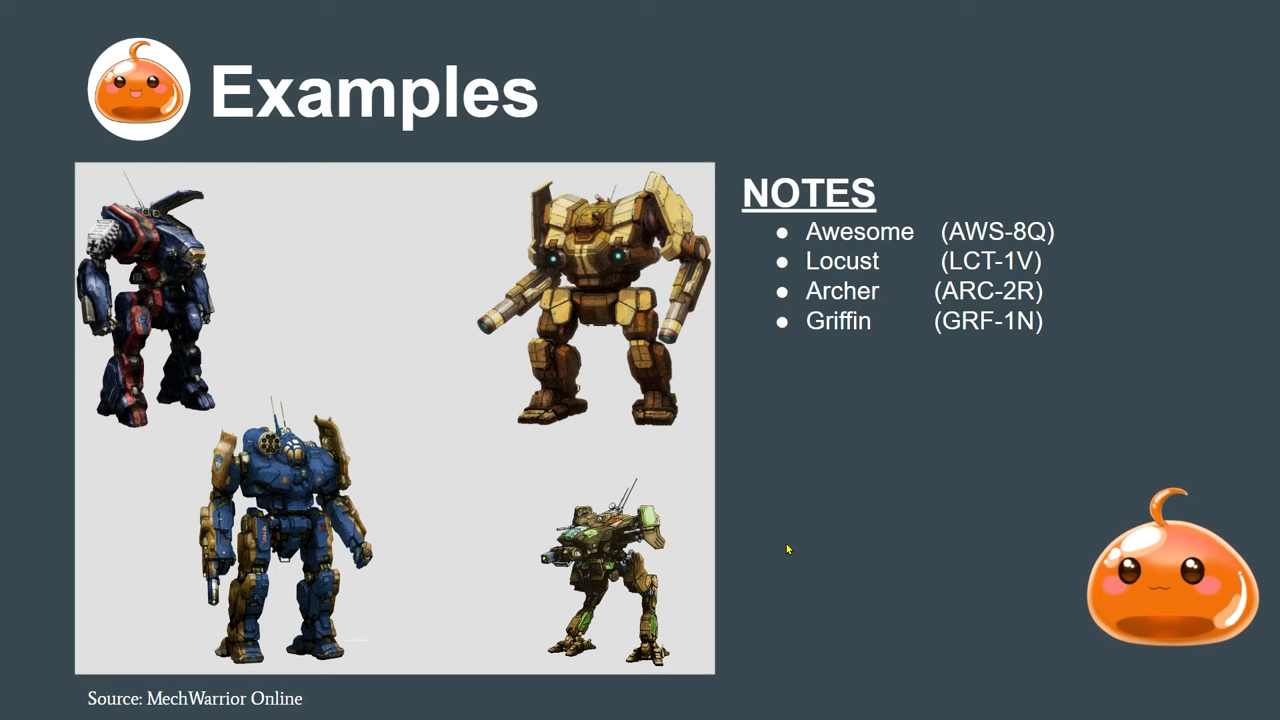 Examples
NOTES
● Awesome (AWS-8Q)
● Locust (LCT-1V)
● Archer (ARC-2R)
● Griffin (GRF-1N)
Source: MechWarrior Online